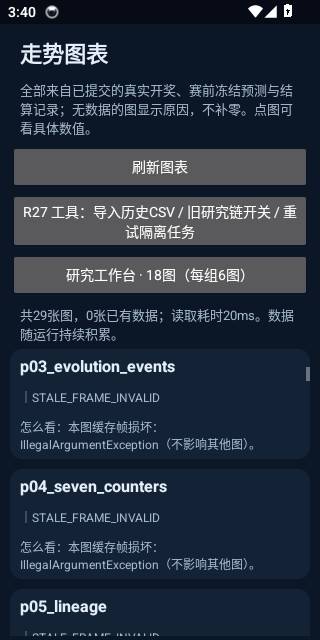 3:40
走势图表
全部来自已提交的真实开奖、赛前冻结预测与结
算记录；无数据的图显示原因，不补零。点图可
看具体数值。
刷新图表
R27 工具：导入历史CSV / 旧研究链开关 / 重
试隔离任务
研究工作台 · 18图（每组6图）
共29张图，0张已有数据；读取耗时20ms。数据
随运行持续积累。
p03_evolution_events
｜STALE_FRAME_INVALID
怎么看：本图缓存帧损坏：
IllegalArgumentException（不影响其他图）。
p04_seven_counters
｜STALE_FRAME_INVALID
怎么看：本图缓存帧损坏：
IllegalArgumentException（不影响其他图）。
p05_lineage
｜STALE_FRAME_INVALID